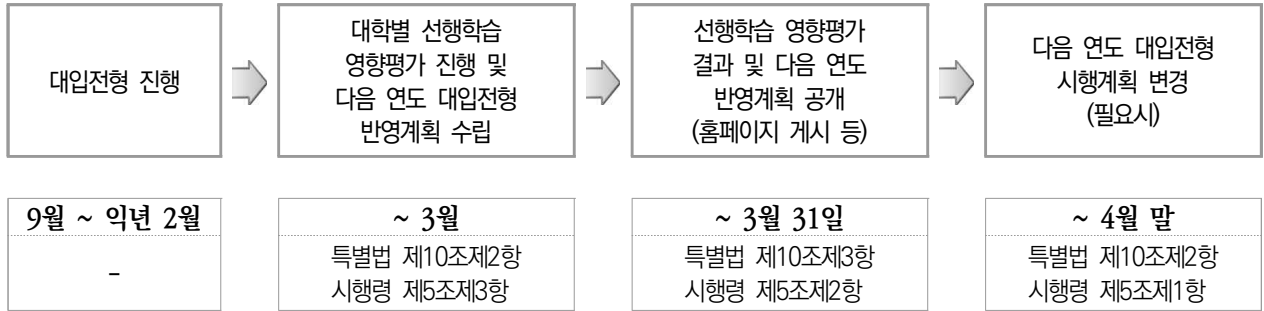 대입전형 진행
대학별 선행학습
영향평가 진행 및
다음 연도 대입전형
반영계획 수립
선행학습 영향평가
결과 및 다음 연도
반영계획 공개
(홈페이지 게시 등)
다음 연도 대입전형
시행계획 변경
(필요시)
9월 ~ 익년 2월
-
~ 3월
특별법 제10조제2항
시행령 제5조제3항
~ 3월 31일
특별법 제10조제3항
시행령 제5조제2항
~ 4월 말
특별법 제10조제2항
시행령 제5조제1항